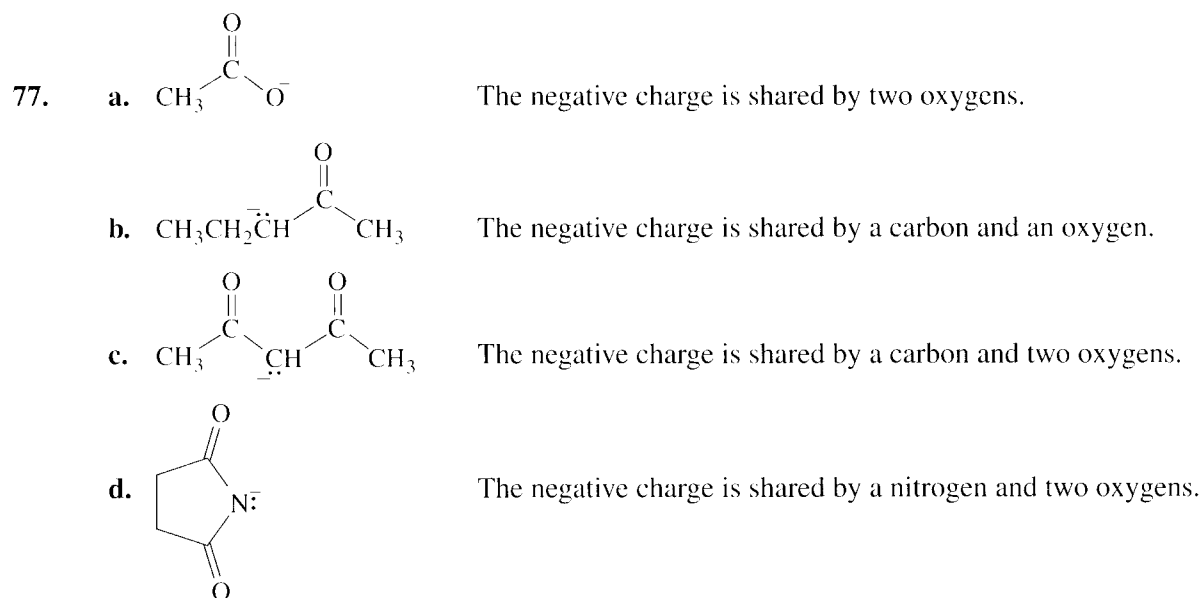 O
C
77. a. CH₃ O⁻ The negative charge is shared by two oxygens.
O
C
b. CH₃CH₂C̈H⁻ CH₃ The negative charge is shared by a carbon and an oxygen.
O O
C C
c. CH₃ CH CH₃ The negative charge is shared by a carbon and two oxygens.
– ··
O
d. N:⁻ The negative charge is shared by a nitrogen and two oxygens.
O